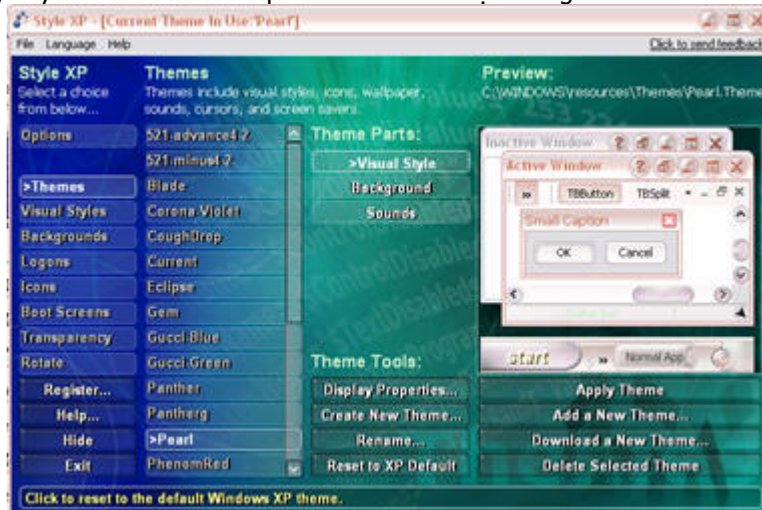 Style XP - [Current Theme In Use:'Pearl']
File Language Help
Click to send feedback
Style XP
Select a choice
from below...
Options
>Themes
Visual Styles
Backgrounds
Logons
Icons
Boot Screens
Transparency
Rotate
Register...
Help...
Hide
Exit
Themes
Themes include visual styles, icons, wallpaper,
sounds, cursors, and screen savers.
521-advance4-2
521-minus4-2
Blade
Corona-Violet
CoughDrop
Current
Eclipse
Gem
Gucci-Blue
Gucci-Green
Panther
Pantherg
>Pearl
PhenomRed
Theme Parts:
>Visual Style
Background
Sounds
Theme Tools:
Display Properties...
Create New Theme...
Rename...
Reset to XP Default
Preview:
C:\WINDOWS\resources\Themes\Pearl.Theme
Inactive Window
Active Window
TBButton TBSplit
Small Caption
OK Cancel
start » Normal App
Apply Theme
Add a New Theme...
Download a New Theme...
Delete Selected Theme
Click to reset to the default Windows XP theme.